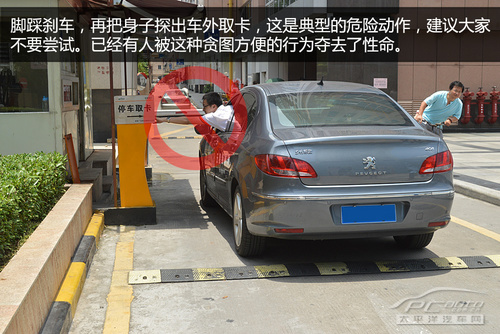 脚踩刹车，再把身子探出车外取卡，这是典型的危险动作，建议大家
不要尝试。已经有人被这种贪图方便的行为夺去了性命。
停车取卡
PEUGEOT
408
太平洋汽车网